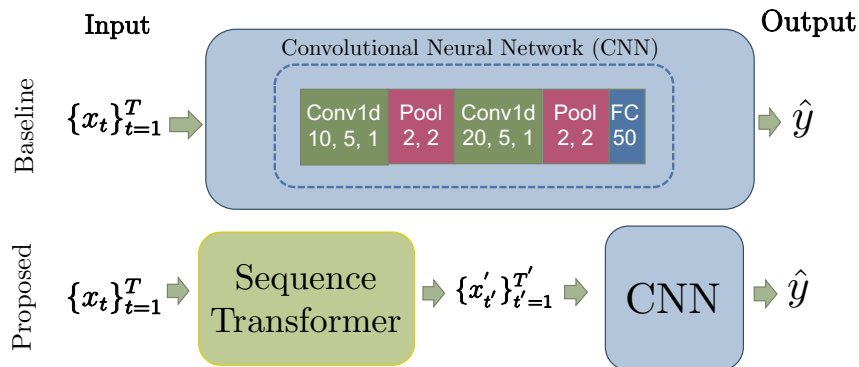 Input
Output
Baseline
Convolutional Neural Network (CNN)
{x_t}_{t=1}^T
Conv1d
10, 5, 1
Pool
2, 2
Conv1d
20, 5, 1
Pool
2, 2
FC
50
ŷ
Proposed
{x_t}_{t=1}^T
Sequence
Transformer
{x'_{t'}}_{t'=1}^{T'}
CNN
ŷ